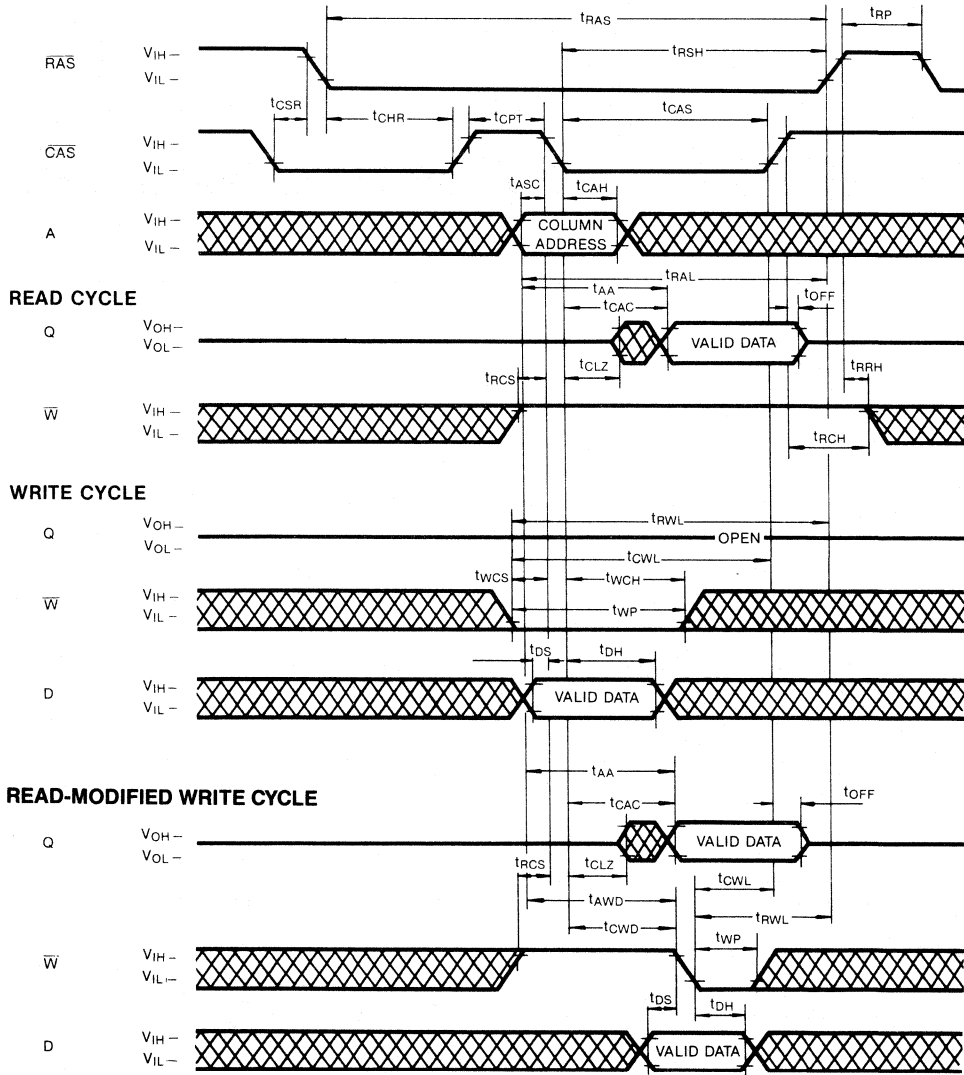 tRAS
tRP
RAS
VIH –
VIL –
tRSH
tCSR
tCHR
tCPT
tCAS
CAS
VIH –
VIL –
tASC
tCAH
A
VIH –
VIL –
COLUMN
ADDRESS
tRAL
tAA
tOFF
READ CYCLE
tCAC
Q
VOH –
VOL –
VALID DATA
tRCS
tCLZ
tRRH
W
VIH –
VIL –
tRCH
WRITE CYCLE
Q
VOH –
VOL –
tRWL
OPEN
tCWL
tWCS
tWCH
W
VIH –
VIL –
tWP
tDS
tDH
D
VIH –
VIL –
VALID DATA
tAA
READ-MODIFIED WRITE CYCLE
tCAC
tOFF
Q
VOH –
VOL –
VALID DATA
tRCS
tCLZ
tCWL
tAWD
tRWL
tCWD
tWP
W
VIH –
VIL –
tDS
tDH
D
VIH –
VIL –
VALID DATA